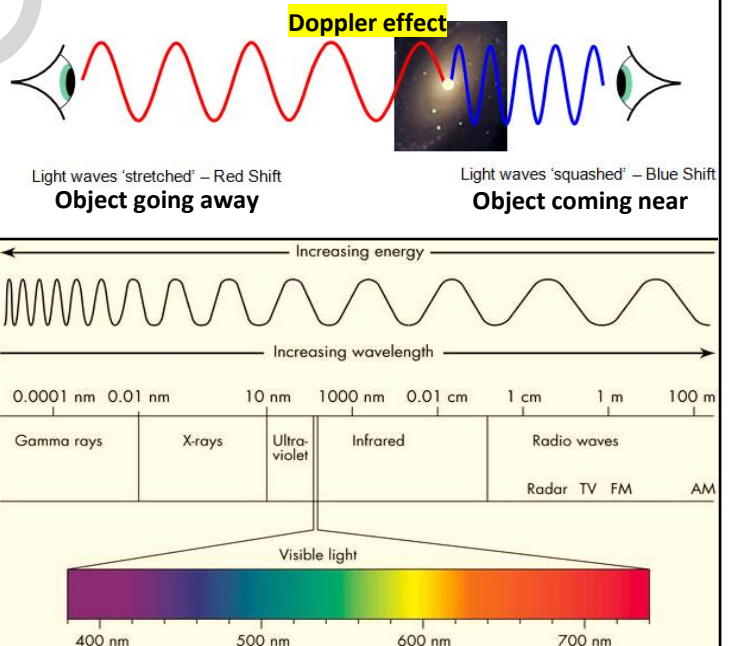 Doppler effect
Light waves ‘stretched’ – Red Shift
Light waves ‘squashed’ – Blue Shift
Object going away
Object coming near
Increasing energy
Increasing wavelength
0.0001 nm 0.01 nm 10 nm 1000 nm 0.01 cm 1 cm 1 m 100 m
Gamma rays X-rays Ultra- Infrared Radio waves
violet
Radar TV FM AM
Visible light
400 nm 500 nm 600 nm 700 nm